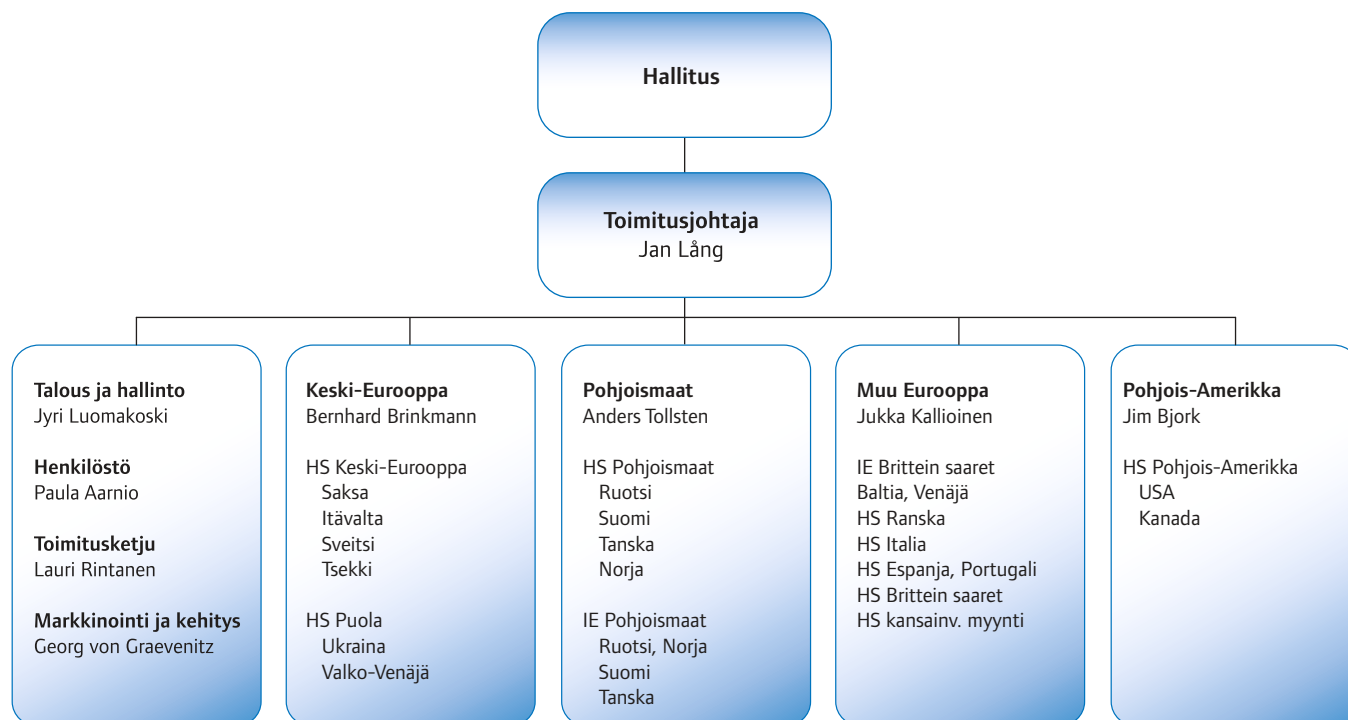 Hallitus
Toimitusjohtaja
Jan Lång
Talous ja hallinto
Jyri Luomakoski
Henkilöstö
Paula Aarnio
Toimitusketju
Lauri Rintanen
Markkinointi ja kehitys
Georg von Graevenitz
Keski-Eurooppa
Bernhard Brinkmann
HS Keski-Eurooppa
Saksa
Itävalta
Sveitsi
Tsekki
HS Puola
Ukraina
Valko-Venäjä
Pohjoismaat
Anders Tollsten
HS Pohjoismaat
Ruotsi
Suomi
Tanska
Norja
IE Pohjoismaat
Ruotsi, Norja
Suomi
Tanska
Muu Eurooppa
Jukka Kallioinen
IE Brittein saaret
Baltia, Venäjä
HS Ranska
HS Italia
HS Espanja, Portugali
HS Brittein saaret
HS kansainv. myynti
Pohjois-Amerikka
Jim Bjork
HS Pohjois-Amerikka
USA
Kanada